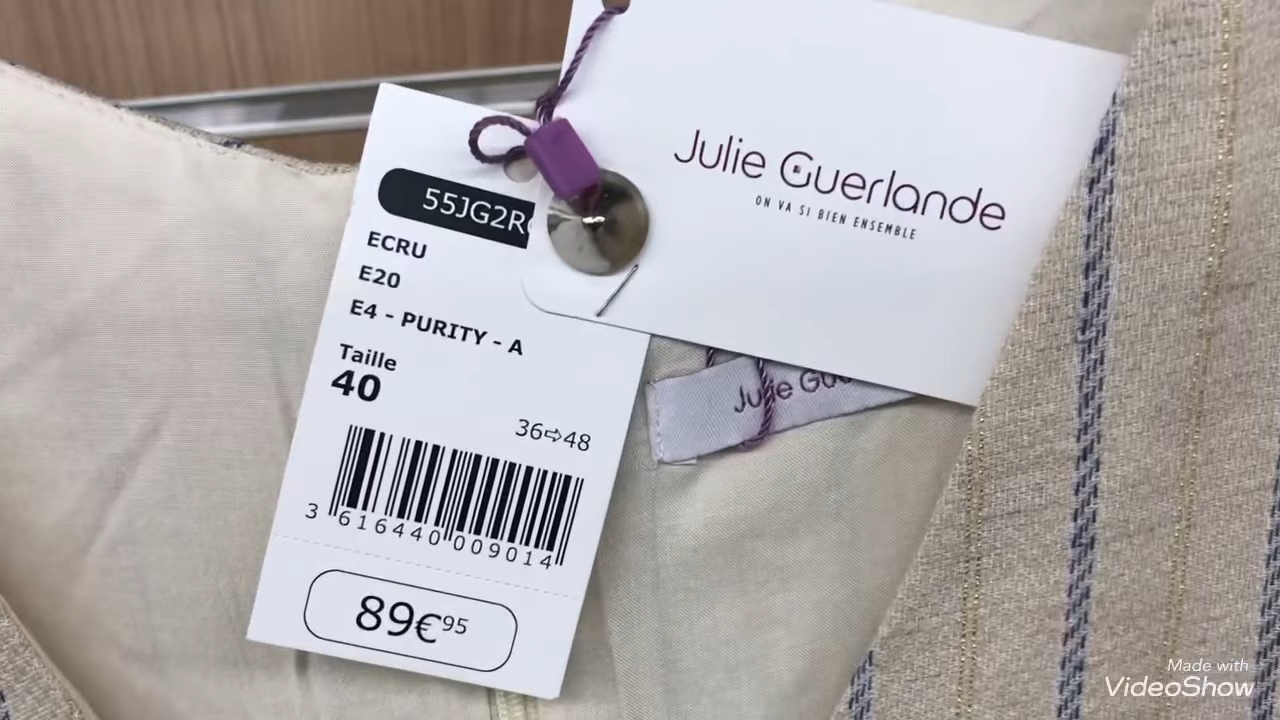 Julie Guerlande
ON VA SI BIEN ENSEMBLE
55JG2R
ECRU
E20
E4 - PURITY - A
Taille
40
36⇨48
3 616440 009014
89€95
Made with
VideoShow